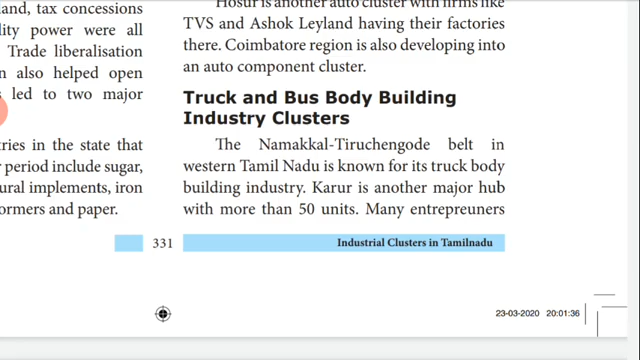 and, tax concessions
lity power were all
Trade liberalisation
n also helped open
led to two major
ries in the state that
period include sugar,
ural implements, iron
ormers and paper.
Hosur is another auto cluster with firms like
TVS and Ashok Leyland having their factories
there. Coimbatore region is also developing into
an auto component cluster.
Truck and Bus Body Building
Industry Clusters
The Namakkal-Tiruchengode belt in
western Tamil Nadu is known for its truck body
building industry. Karur is another major hub
with more than 50 units. Many entrepreuners
331
Industrial Clusters in Tamilnadu
23-03-2020 20:01:36